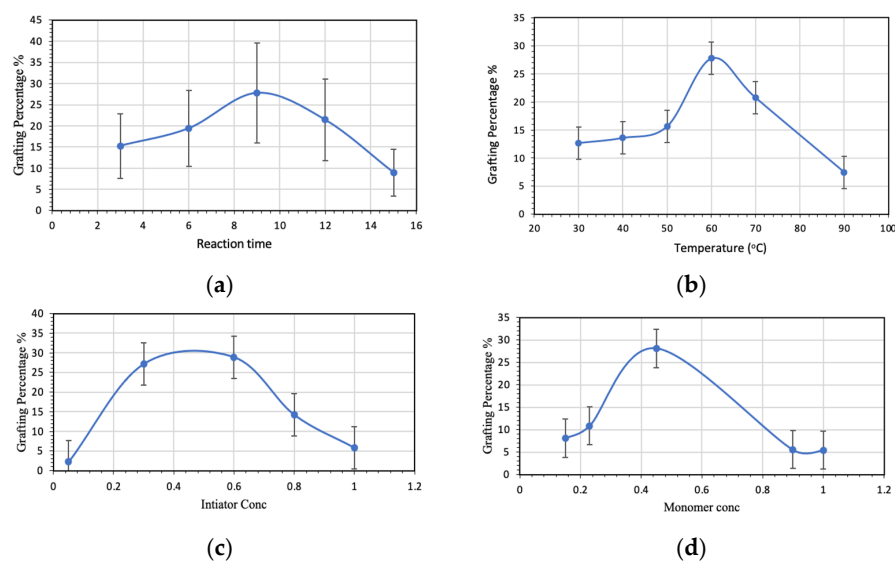 45
40
35
30
25
20
15
10
5
0
Grafting Percentage %
0 2 4 6 8 10 12 14 16
Reaction time
(a)
35
30
25
20
15
10
5
0
Grafting Percentage %
20 30 40 50 60 70 80 90 100
Temperature (°C)
(b)
40
35
30
25
20
15
10
5
0
Grafting Percentage %
0 0.2 0.4 0.6 0.8 1 1.2
Intiator Conc
(c)
35
30
25
20
15
10
5
0
Grafting Percentage %
0 0.2 0.4 0.6 0.8 1 1.2
Monomer conc
(d)